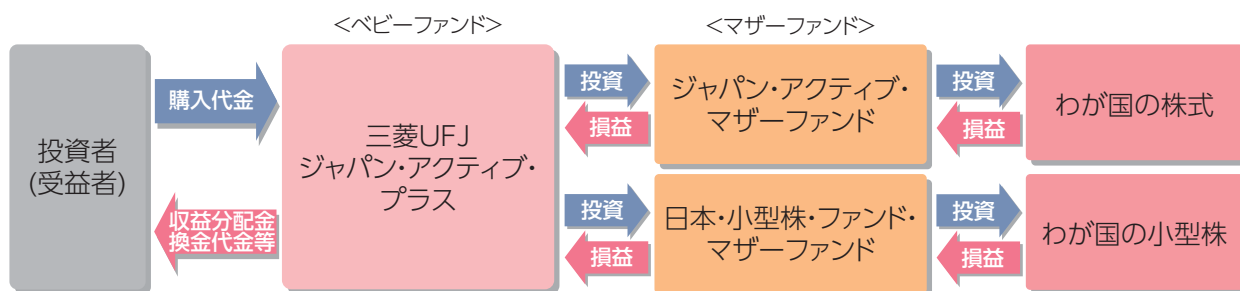 <ベビーファンド>
<マザーファンド>
投資者
(受益者)
購入代金
収益分配金
換金代金等
三菱UFJ
ジャパン・アクティブ・
プラス
投資
損益
ジャパン・アクティブ・
マザーファンド
投資
損益
わが国の株式
投資
損益
日本・小型株・ファンド・
マザーファンド
投資
損益
わが国の小型株